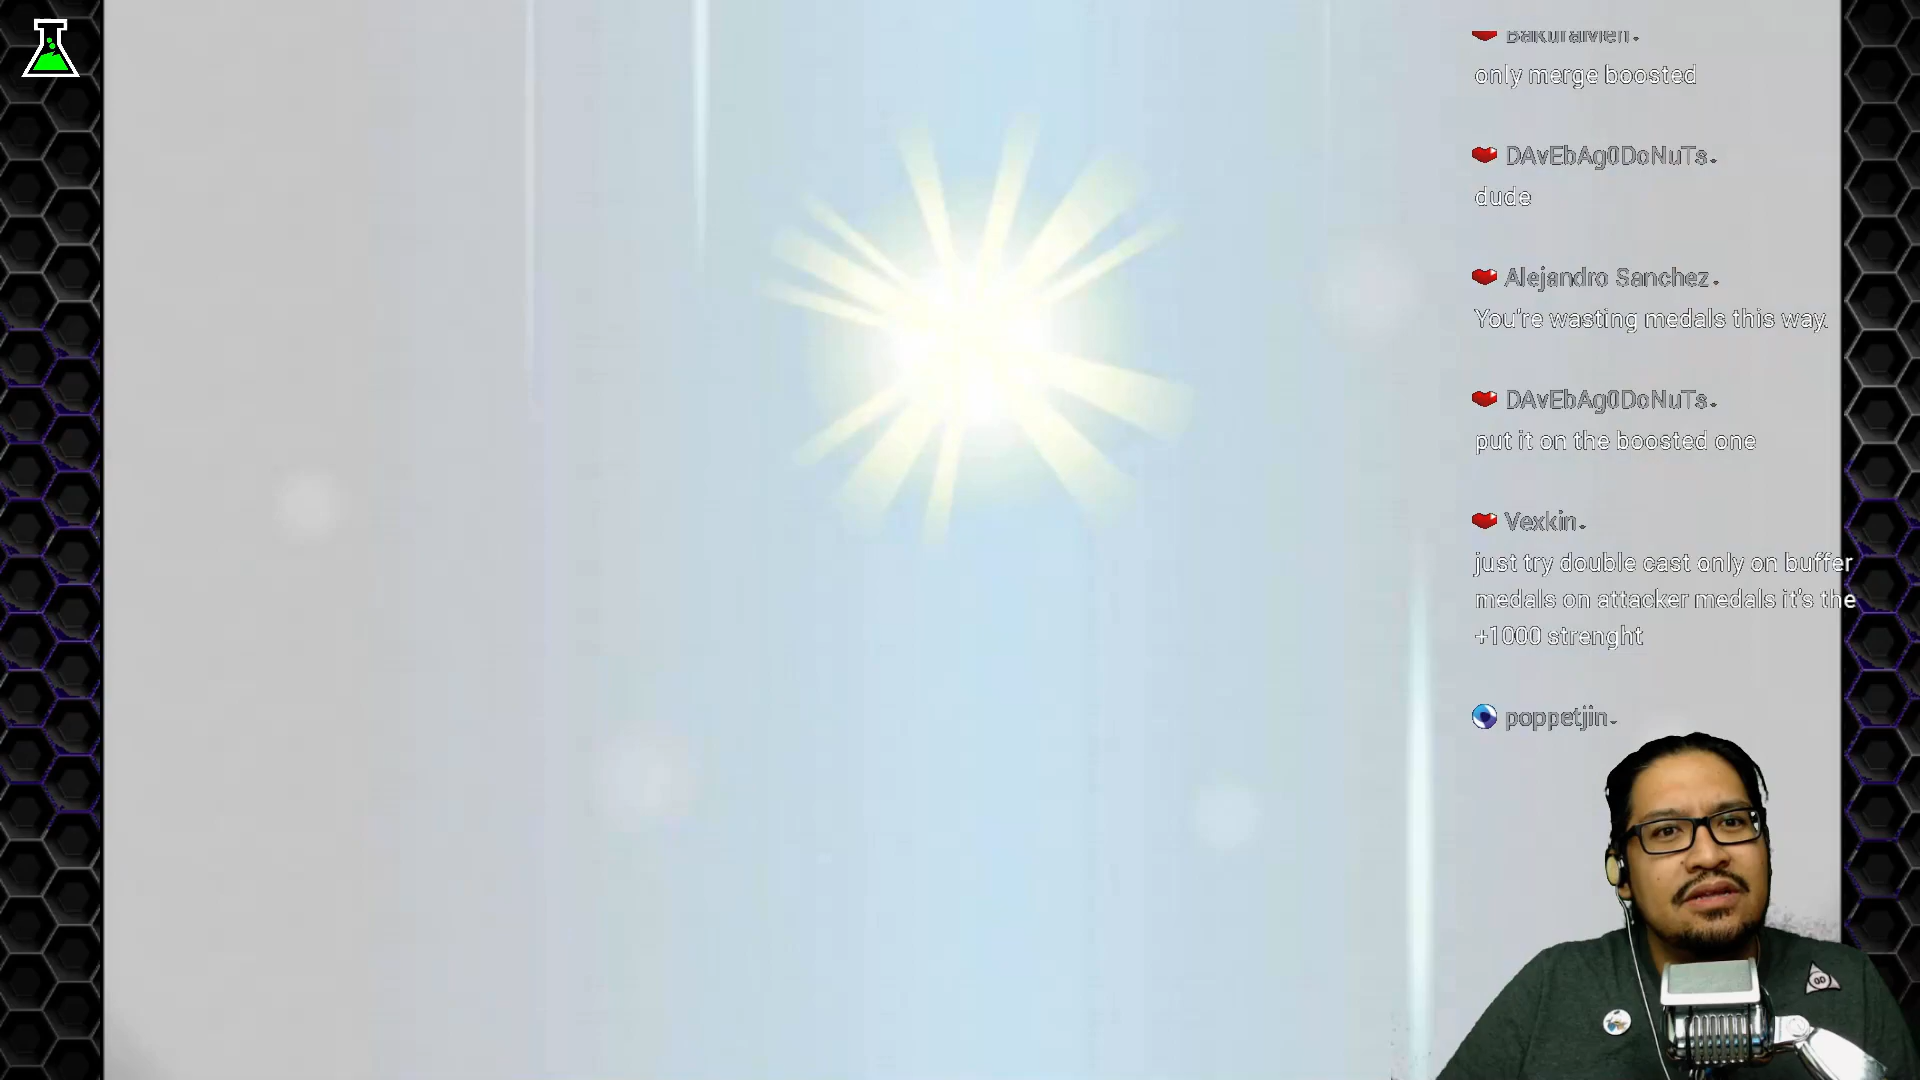 BakuraMen.
only merge boosted
DAvEbAg0DoNuTs.
dude
Alejandro Sanchez.
You're wasting medals this way.
DAvEbAg0DoNuTs.
put it on the boosted one
Vexkin.
just try double cast only on buffer
medals on attacker medals it's the
+1000 strenght
poppetjin.